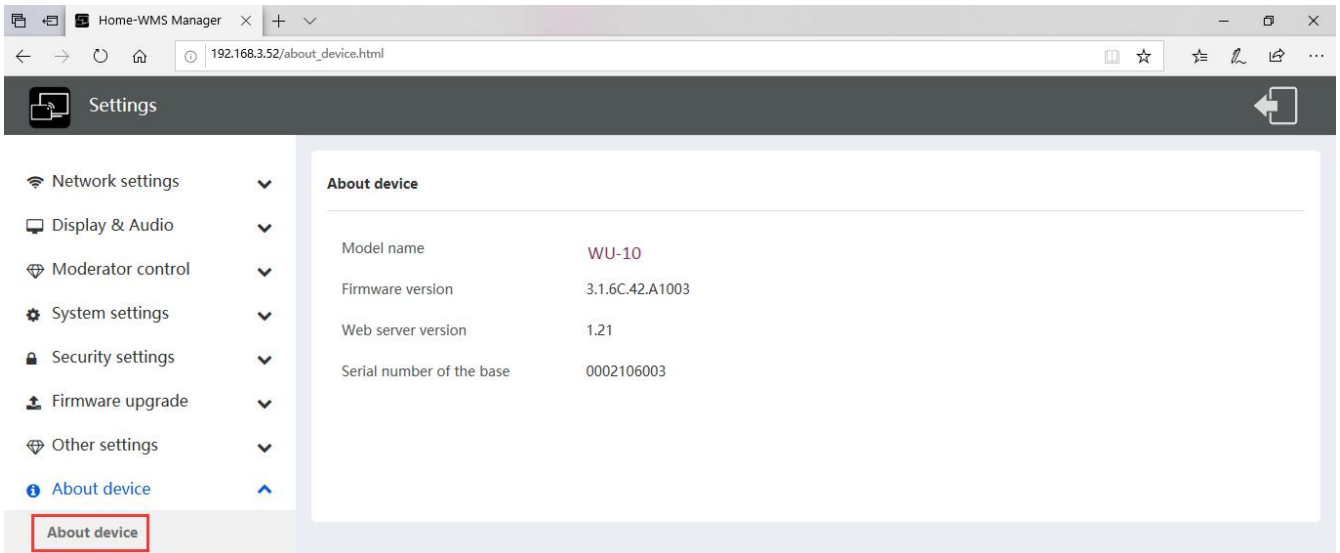 Home-WMS Manager
192.168.3.52/about_device.html
Settings
Network settings
Display & Audio
Moderator control
System settings
Security settings
Firmware upgrade
Other settings
About device
About device
About device
Model name WU-10
Firmware version 3.1.6C.42.A1003
Web server version 1.21
Serial number of the base 0002106003